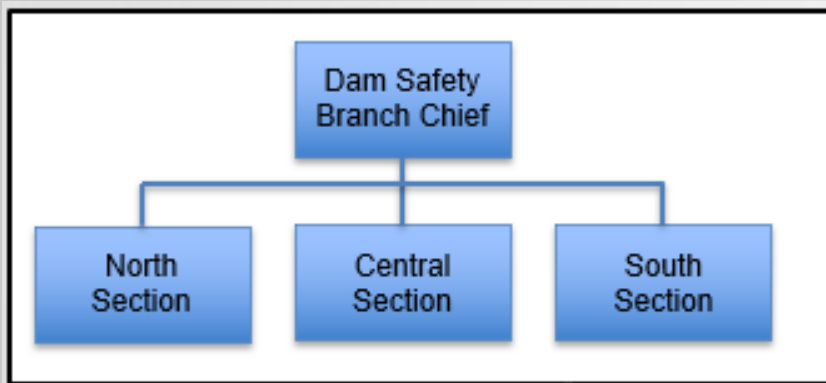 Dam Safety
Branch Chief
North
Section
Central
Section
South
Section